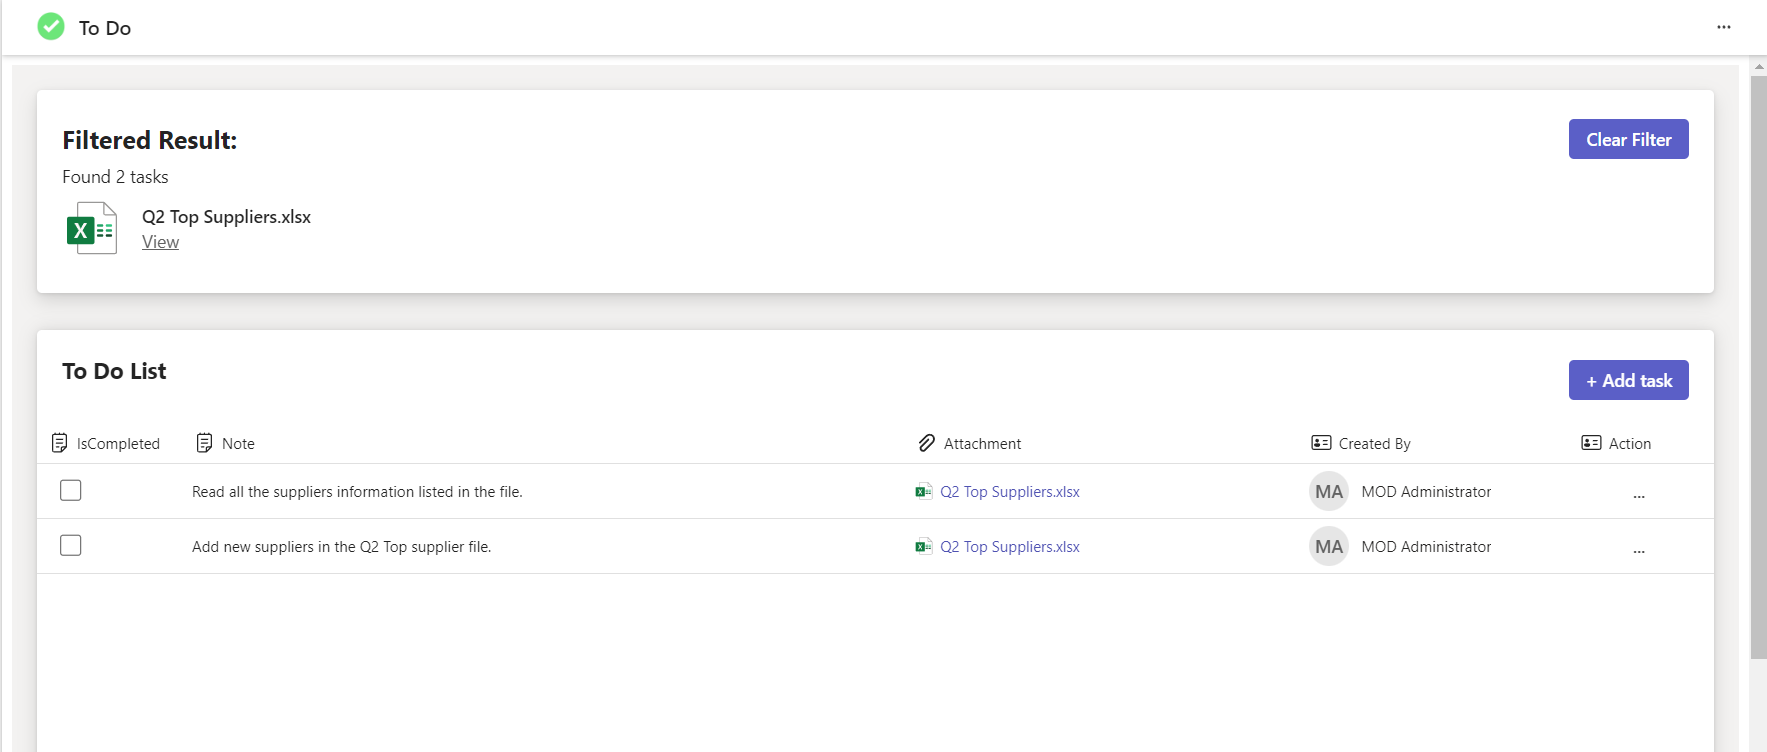 To Do
...
Filtered Result:
Clear Filter
Found 2 tasks
X
Q2 Top Suppliers.xlsx
View
To Do List
+ Add task
IsCompleted Note Attachment Created By Action
Read all the suppliers information listed in the file. Q2 Top Suppliers.xlsx MA MOD Administrator ...
Add new suppliers in the Q2 Top supplier file. Q2 Top Suppliers.xlsx MA MOD Administrator ...